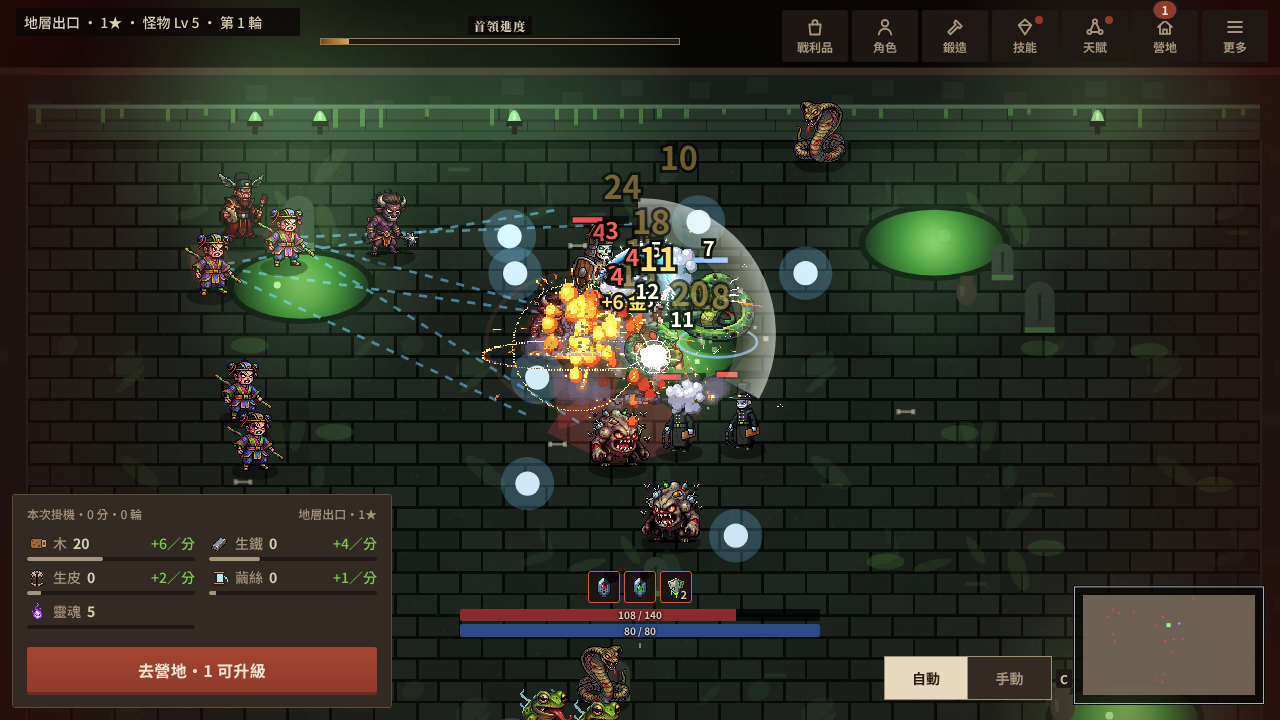 地層出口・1★・怪物 Lv 5・第 1 輪
首領進度
戰利品
角色
鍛造
技能
天賦
1
營地
更多
10
24
18
43
7
4
11
4
12
+6 金
208
11
本次掛機・0 分・0 輪
地層出口・1★
木 20 +6／分
生鐵 0 +4／分
生皮 0 +2／分
繭絲 0 +1／分
靈魂 5
去營地・1 可升級
2
108 / 140
80 / 80
自動
手動
C